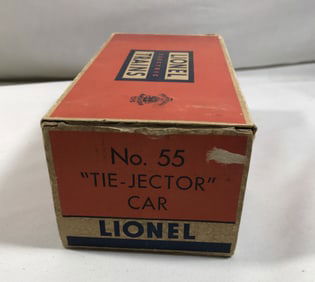 LIONEL
ELECTRIC
TRAINS
No. 55
"TIE-JECTOR"
CAR
LIONEL